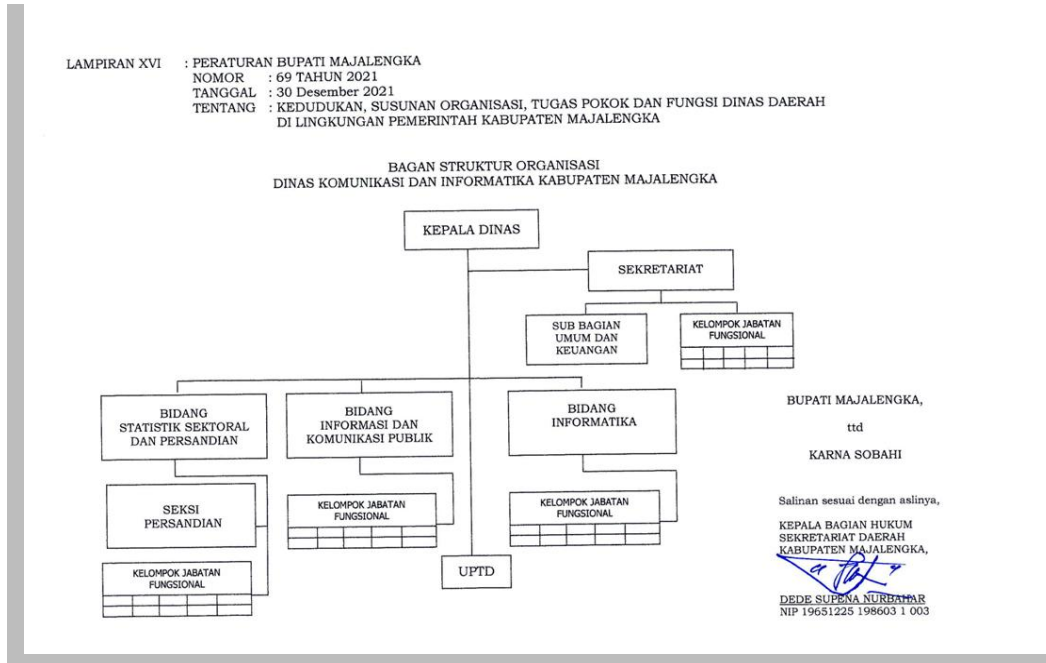 LAMPIRAN XVI : PERATURAN BUPATI MAJALENGKA
NOMOR : 69 TAHUN 2021
TANGGAL : 30 Desember 2021
TENTANG : KEDUDUKAN, SUSUNAN ORGANISASI, TUGAS POKOK DAN FUNGSI DINAS DAERAH
DI LINGKUNGAN PEMERINTAH KABUPATEN MAJALENGKA
BAGAN STRUKTUR ORGANISASI
DINAS KOMUNIKASI DAN INFORMATIKA KABUPATEN MAJALENGKA
KEPALA DINAS
SEKRETARIAT
SUB BAGIAN
UMUM DAN
KEUANGAN
KELOMPOK JABATAN
FUNGSIONAL
BIDANG
STATISTIK SEKTORAL
DAN PERSANDIAN
BIDANG
INFORMASI DAN
KOMUNIKASI PUBLIK
BIDANG
INFORMATIKA
SEKSI
PERSANDIAN
KELOMPOK JABATAN
FUNGSIONAL
KELOMPOK JABATAN
FUNGSIONAL
KELOMPOK JABATAN
FUNGSIONAL
UPTD
BUPATI MAJALENGKA,
ttd
KARNA SOBAHI
Salinan sesuai dengan aslinya,
KEPALA BAGIAN HUKUM
SEKRETARIAT DAERAH
KABUPATEN MAJALENGKA,
DEDE SUPENA NURBAHAR
NIP 19651225 198603 1 003